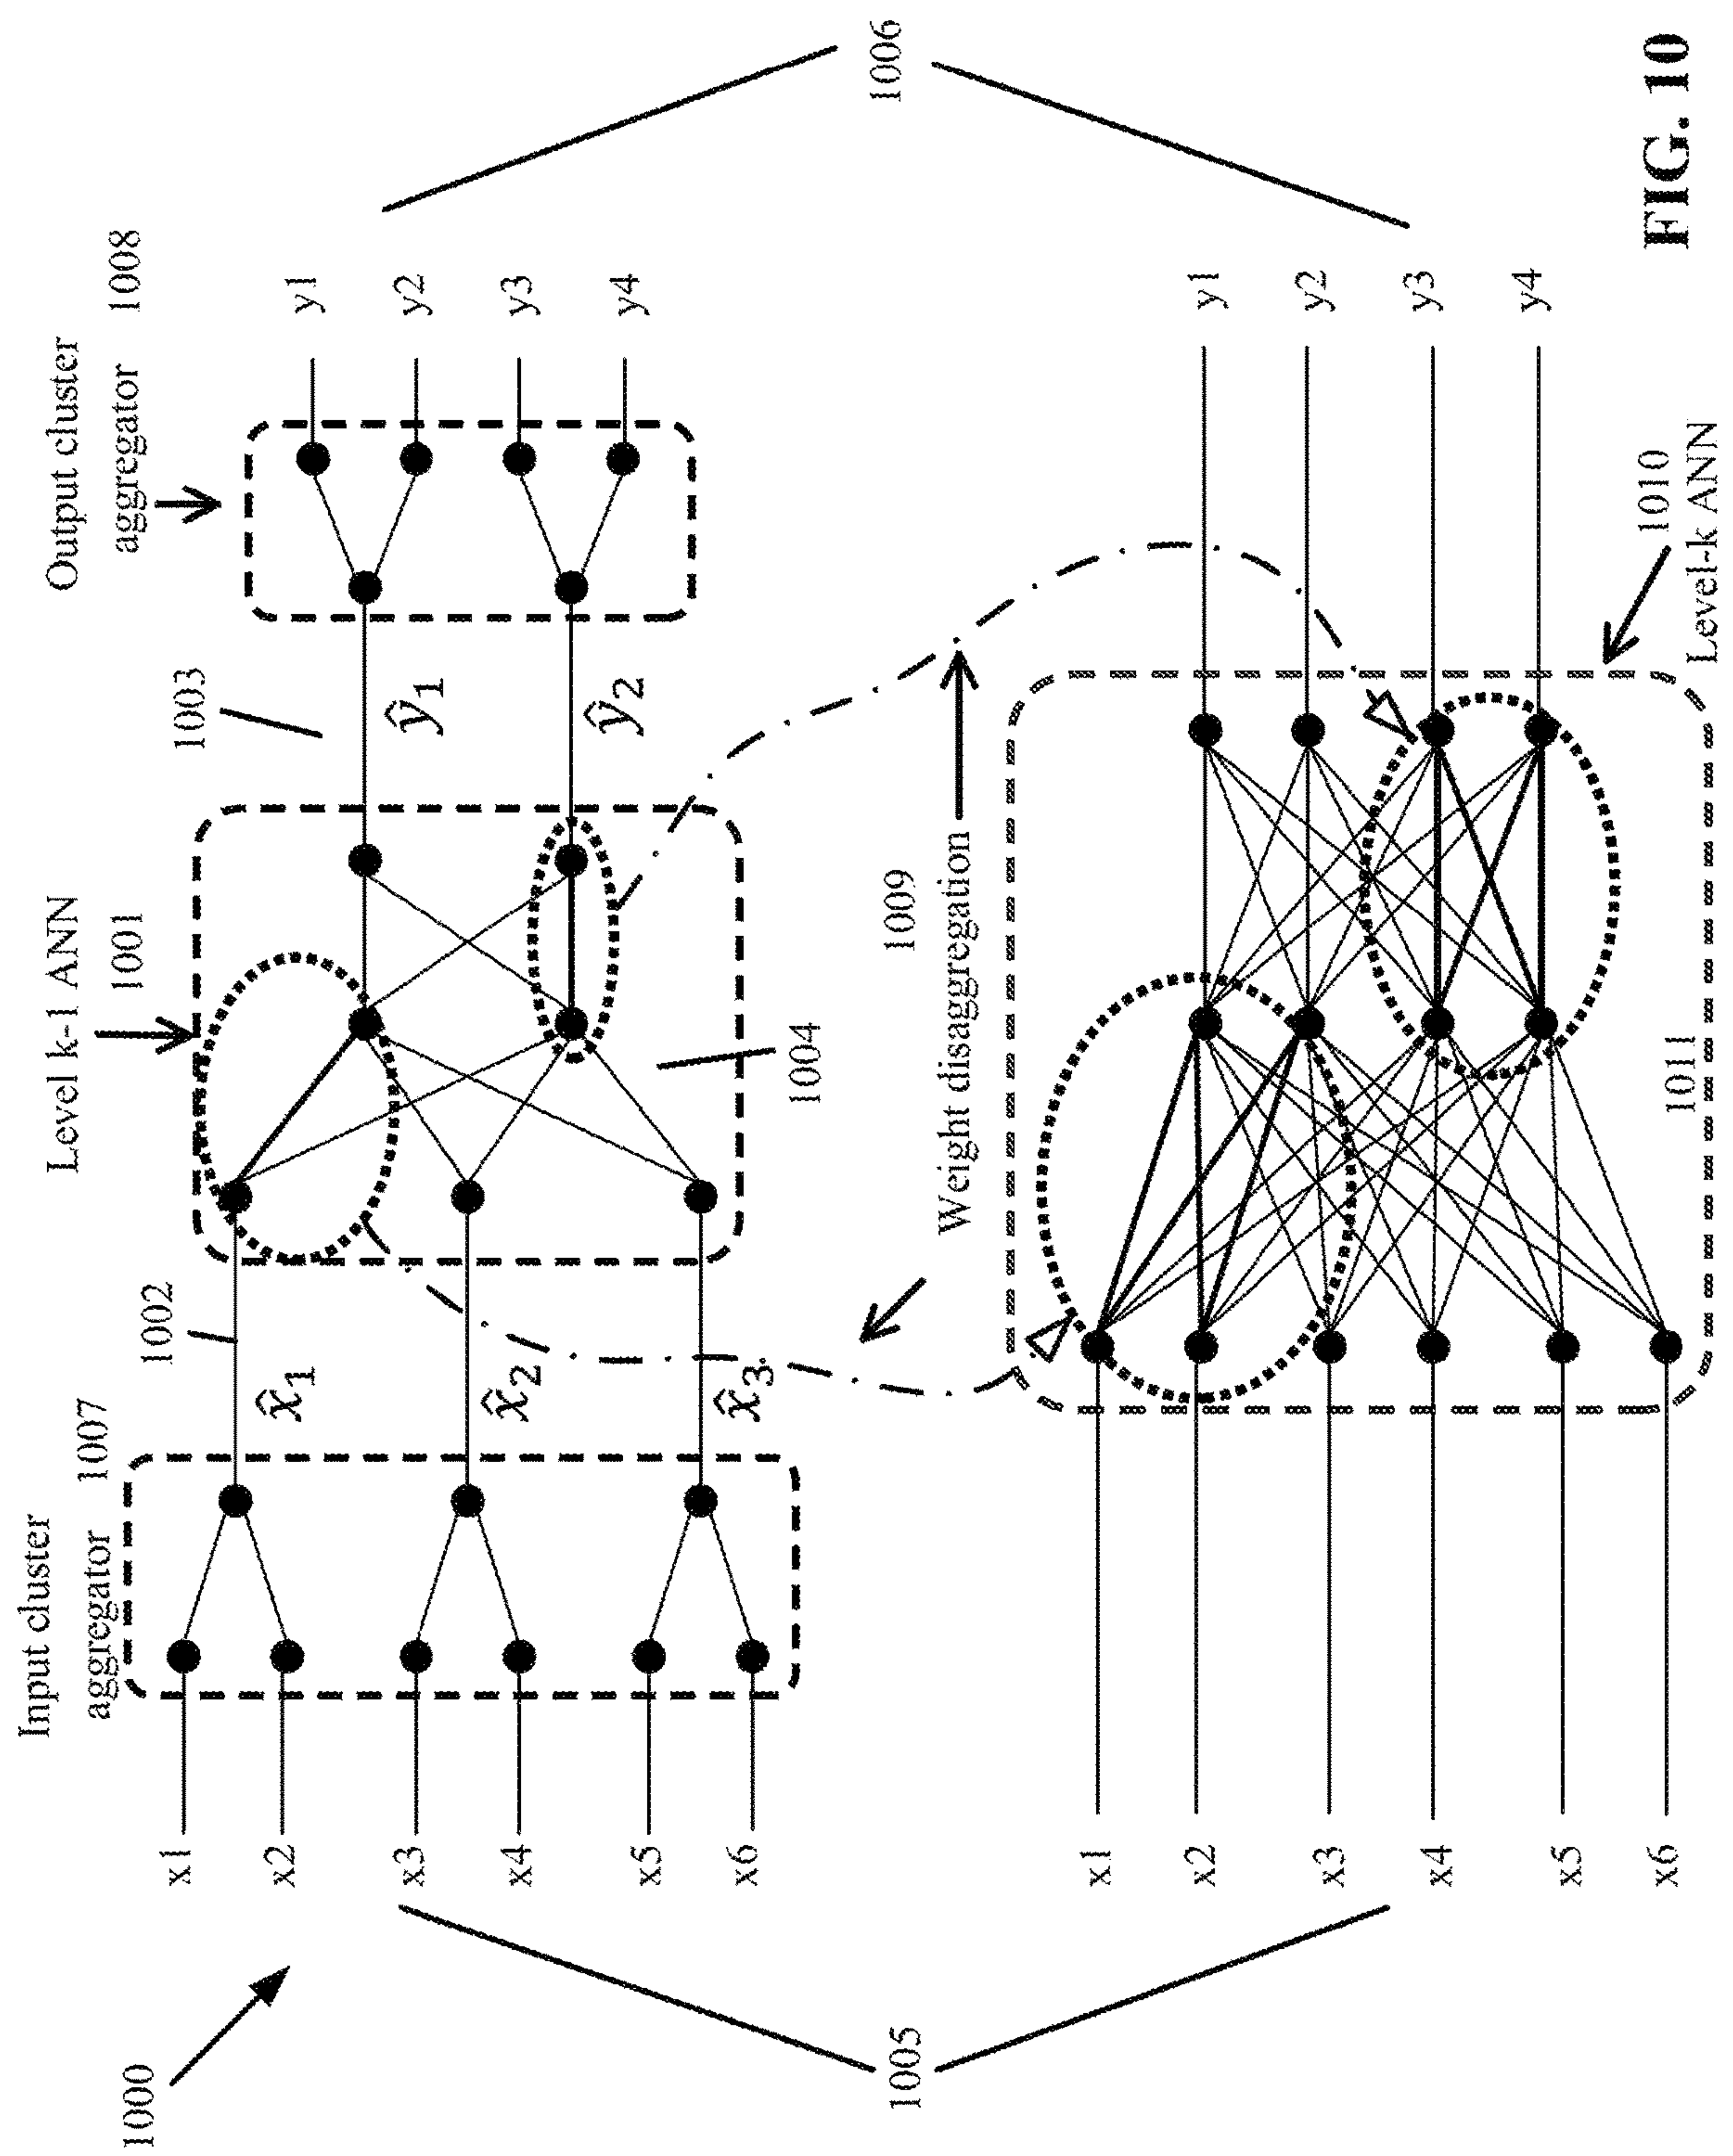 1000
Input cluster
aggregator
1007
1002
Level k-1 ANN
1001
1003
Output cluster
aggregator
1008
x1
x2
x3
x4
x5
x6
x̂1
x̂2
x̂3
ŷ1
ŷ2
y1
y2
y3
y4
1004
1005
1006
Weight disaggregation
1009
x1
x2
x3
x4
x5
x6
y1
y2
y3
y4
1011
1010
Level-k ANN
FIG. 10